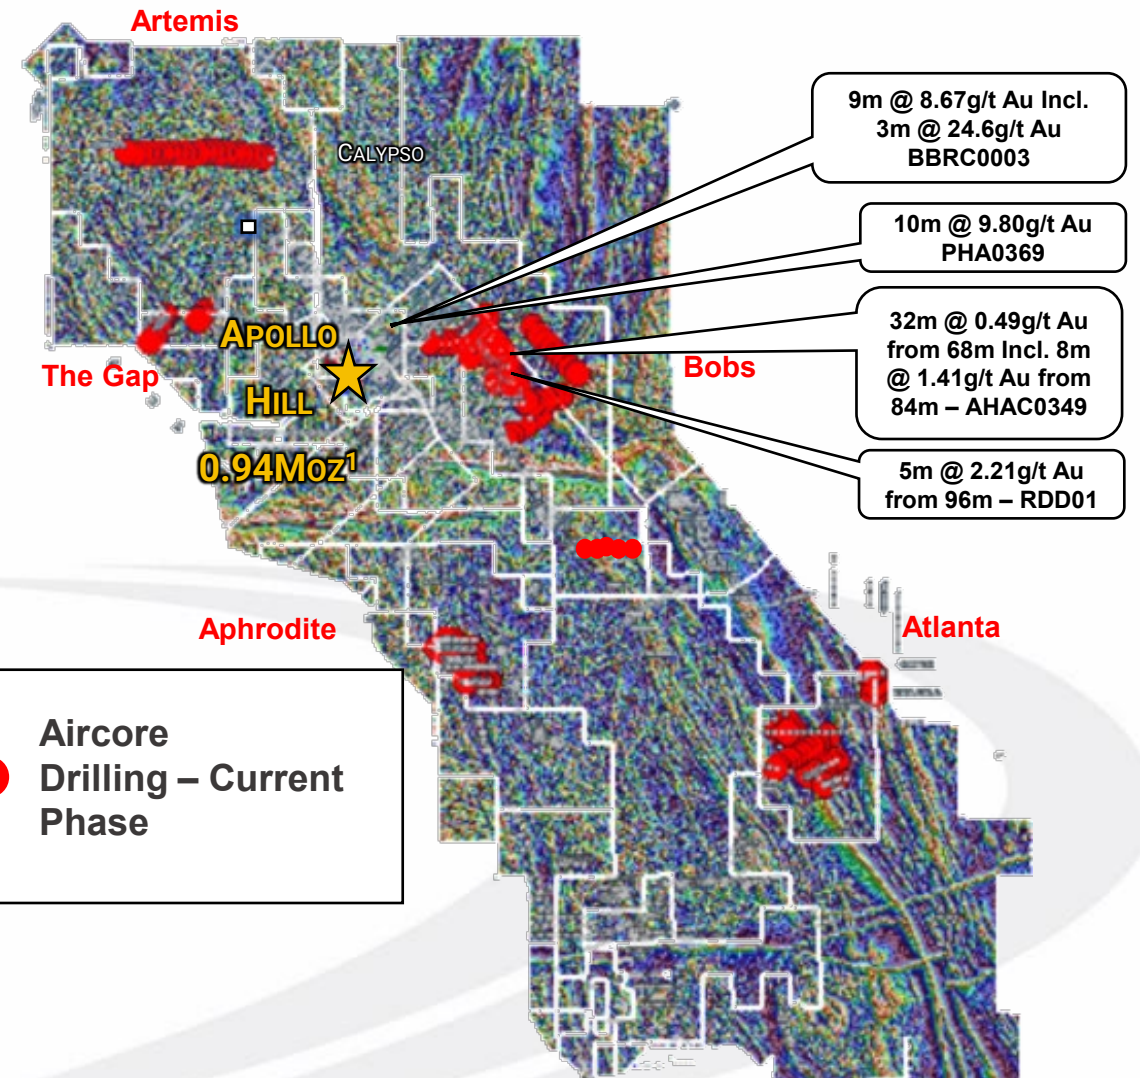 Artemis
9m @ 8.67g/t Au Incl.
3m @ 24.6g/t Au
BBRC0003
CALYPSO
10m @ 9.80g/t Au
PHA0369
APOLLO
HILL
0.94MOZ¹
The Gap
32m @ 0.49g/t Au
from 68m Incl. 8m
@ 1.41g/t Au from
84m – AHAC0349
Bobs
5m @ 2.21g/t Au
from 96m – RDD01
Aphrodite
Atlanta
Aircore
Drilling – Current
Phase